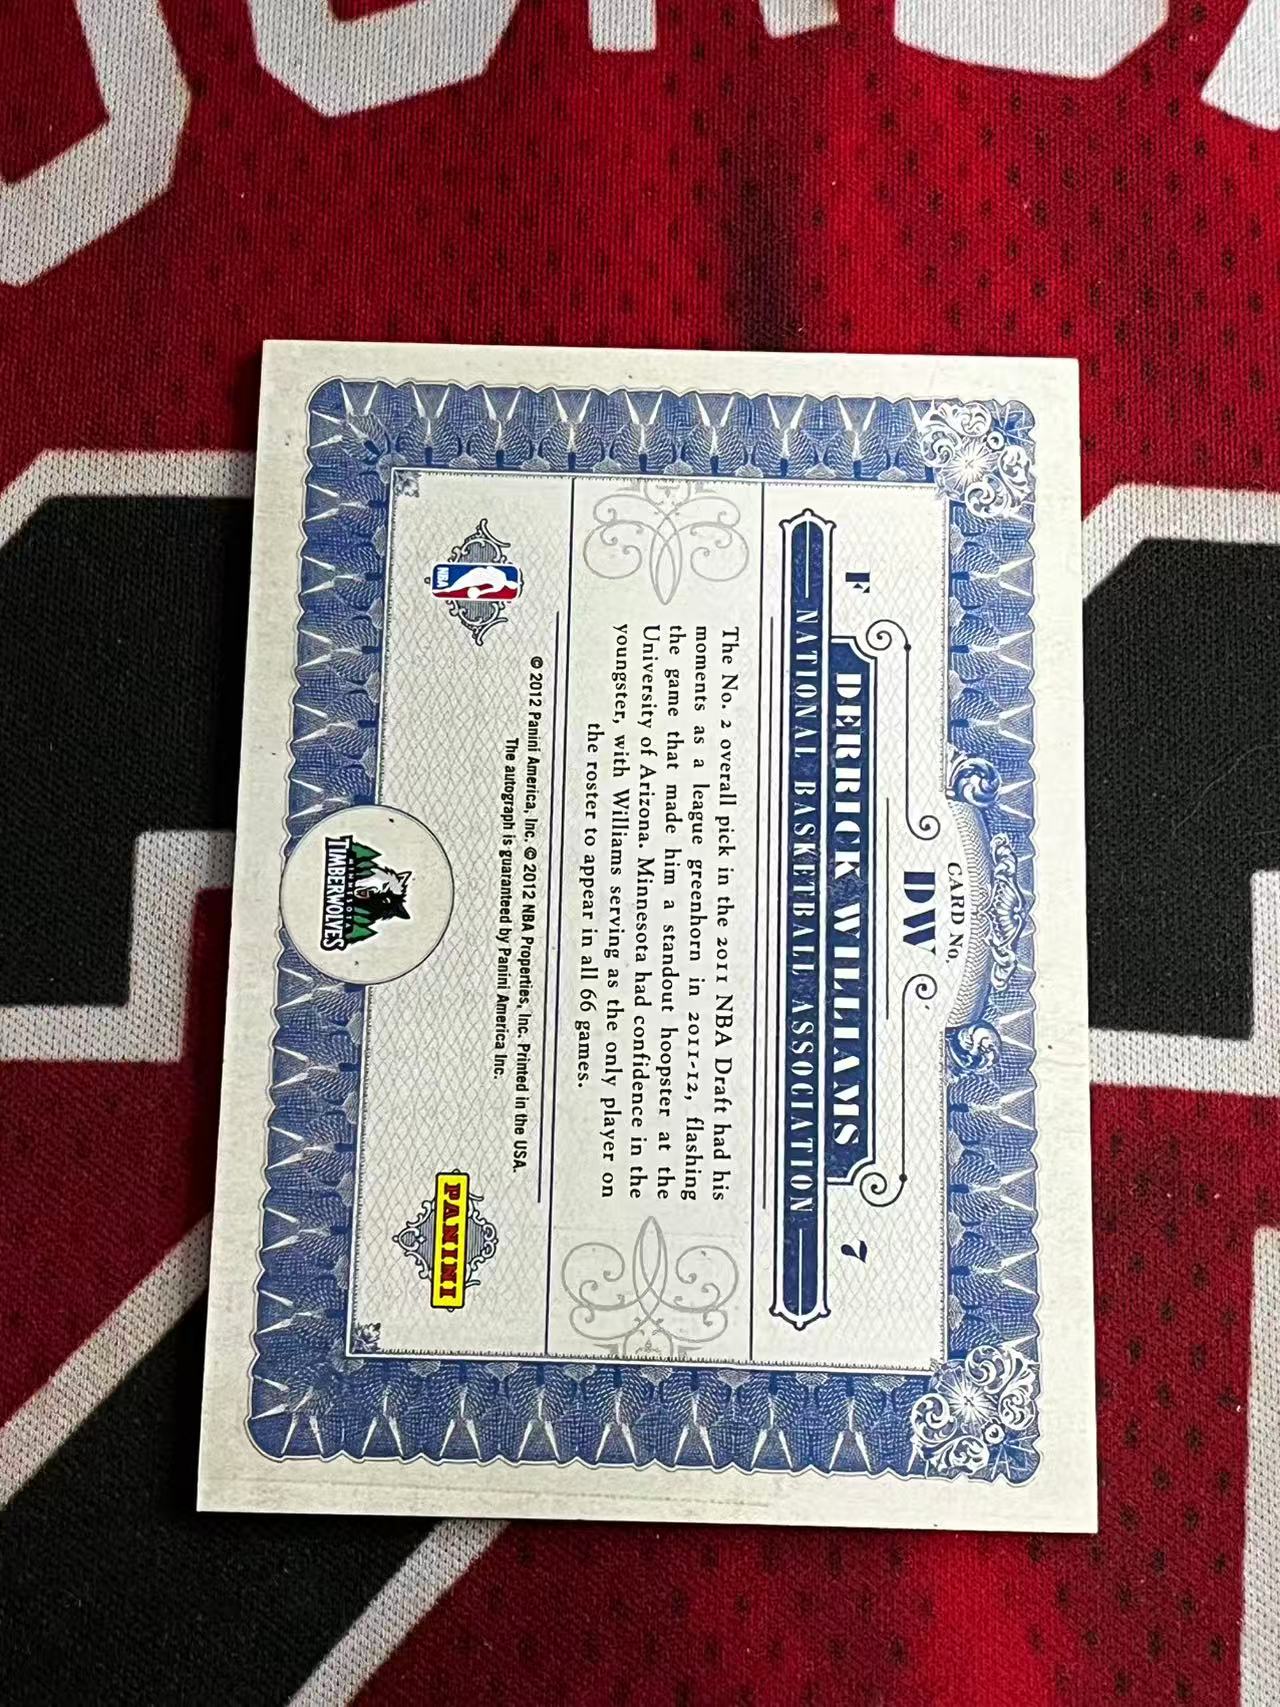 CARD NO.
DW
F
DERRICK WILLIAMS
7
NATIONAL BASKETBALL ASSOCIATION
The No. 2 overall pick in the 2011 NBA Draft had his
moments as a league greenhorn in 2011-12, flashing
the game that made him a standout hoopster at the
University of Arizona. Minnesota had confidence in the
youngster, with Williams serving as the only player on
the roster to appear in all 66 games.
© 2012 Panini America, Inc. © 2012 NBA Properties, Inc. Printed in the USA.
The autograph is guaranteed by Panini America Inc.
NBA
PANINI
MINNESOTA
TIMBERWOLVES